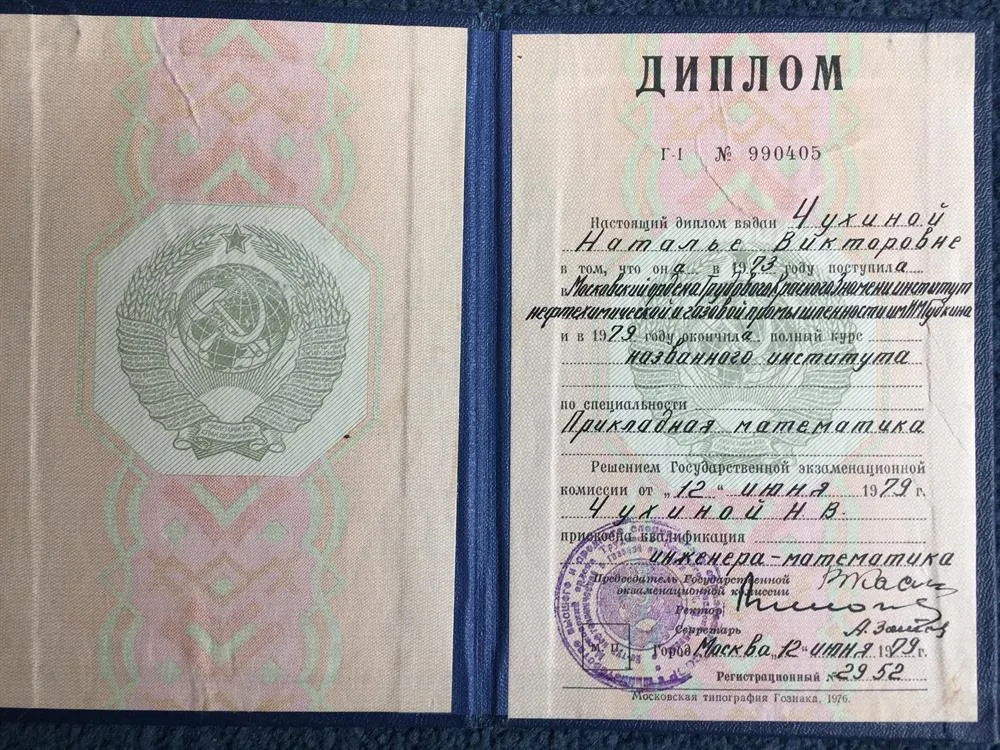 ДИПЛОМ
Г-I № 990405
Настоящий диплом выдан Чухиной
Наталье Викторовне
в том, что она в 1973 году поступила
в Московский ордена Трудового Красного Знамени институт
нефтехимической и газовой промышленности им. И.М. Губкина
и в 1979 году окончила полный курс
названного института
по специальности
Прикладная математика
Решением Государственной экзаменационной
комиссии от „12“ июня 1979 г.
Чухиной Н.В.
присвоена квалификация
инженера-математика
Председатель Государственной
экзаменационной комиссии
Ректор
Секретарь
М. П. Город Москва „12“ июня 1979 г.
Регистрационный № 2952
Московская типография Гознака. 1976.